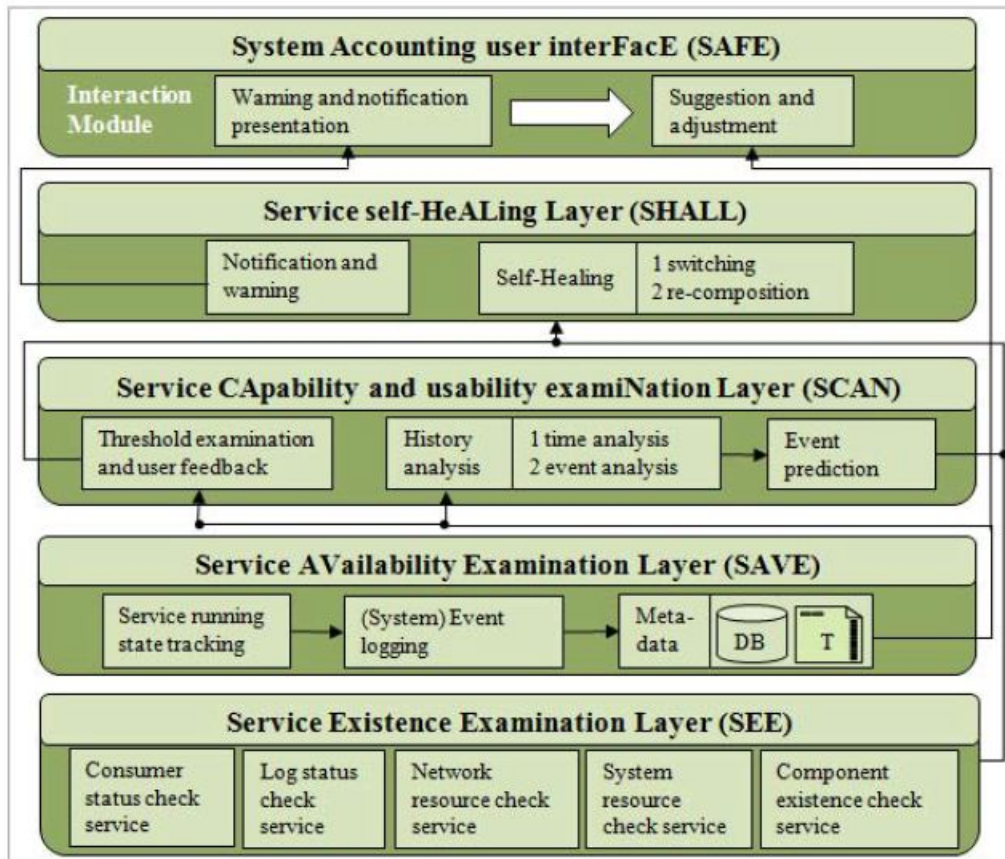 System Accounting user interFacE (SAFE)
Interaction
Module
Warning and notification
presentation
Suggestion and
adjustment
Service self-HeALing Layer (SHALL)
Notification and
warning
Self-Healing
1 switching
2 re-composition
Service CApability and usability examiNation Layer (SCAN)
Threshold examination
and user feedback
History
analysis
1 time analysis
2 event analysis
Event
prediction
Service AVailability Examination Layer (SAVE)
Service running
state tracking
(System) Event
logging
Meta-
data
DB
T
Service Existence Examination Layer (SEE)
Consumer
status check
service
Log status
check
service
Network
resource check
service
System
resource
check service
Component
existence check
service